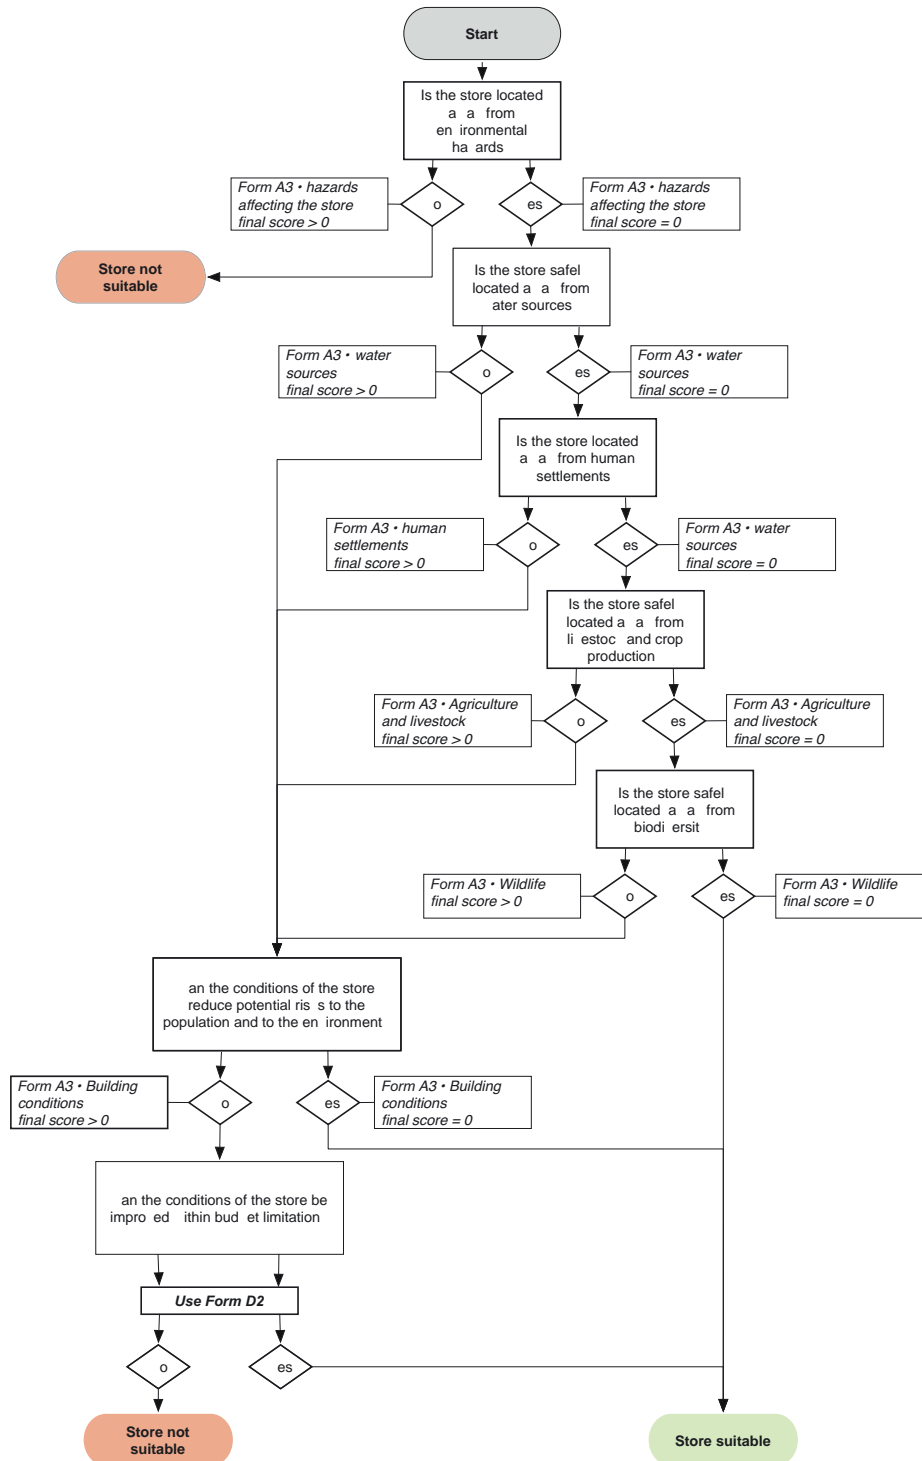 Start
Is the store located
a a from
en ironmental
ha ards
Form A3 • hazards
affecting the store
final score > 0
o
es
Form A3 • hazards
affecting the store
final score = 0
Store not
suitable
Is the store safel
located a a from
ater sources
Form A3 • water
sources
final score > 0
o
es
Form A3 • water
sources
final score = 0
Is the store located
a a from human
settlements
Form A3 • human
settlements
final score > 0
o
es
Form A3 • water
sources
final score = 0
Is the store safel
located a a from
li estoc and crop
production
Form A3 • Agriculture
and livestock
final score > 0
o
es
Form A3 • Agriculture
and livestock
final score = 0
Is the store safel
located a a from
biodi ersit
Form A3 • Wildlife
final score > 0
o
es
Form A3 • Wildlife
final score = 0
an the conditions of the store
reduce potential ris s to the
population and to the en ironment
Form A3 • Building
conditions
final score > 0
o
es
Form A3 • Building
conditions
final score = 0
an the conditions of the store be
impro ed ithin bud et limitation
Use Form D2
o
es
Store not
suitable
Store suitable